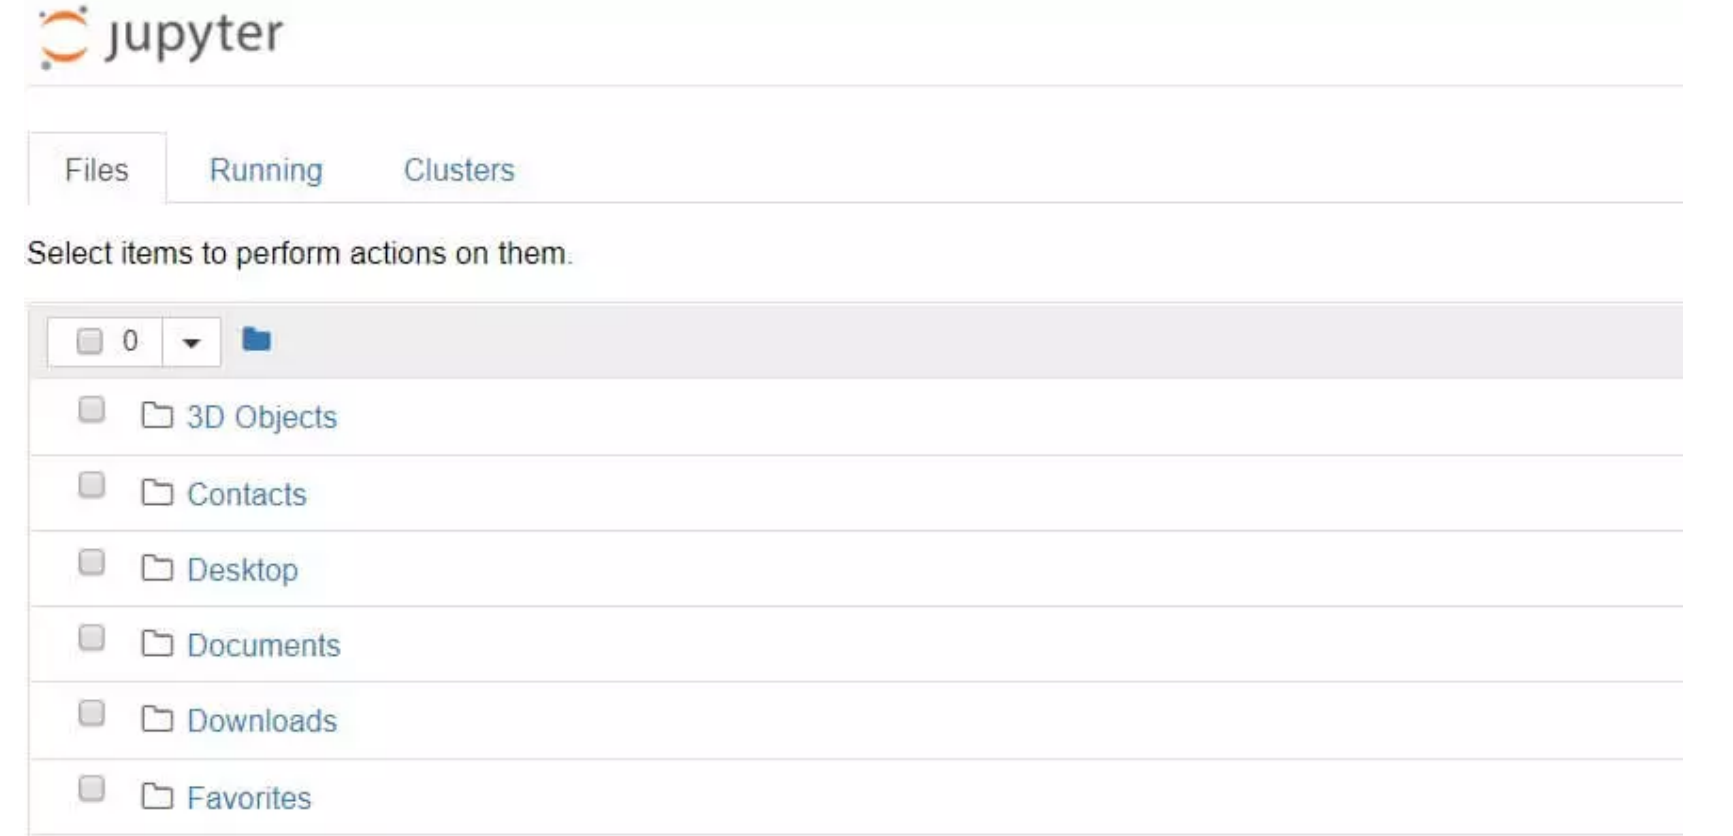 jupyter
Files Running Clusters
Select items to perform actions on them.
0
3D Objects
Contacts
Desktop
Documents
Downloads
Favorites